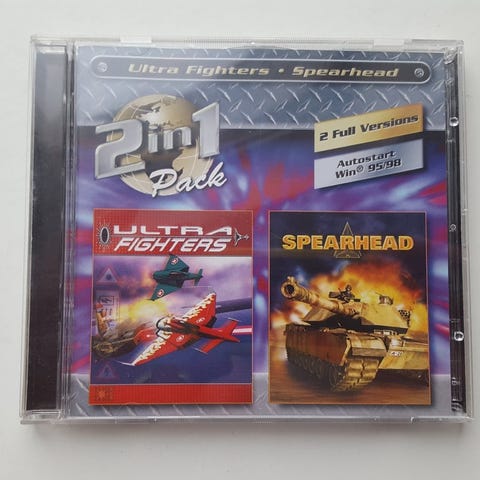 Ultra Fighters • Spearhead
2 in 1
Pack
2 Full Versions
Autostart
Win® 95/98
ULTRA
FIGHTERS
SPEARHEAD